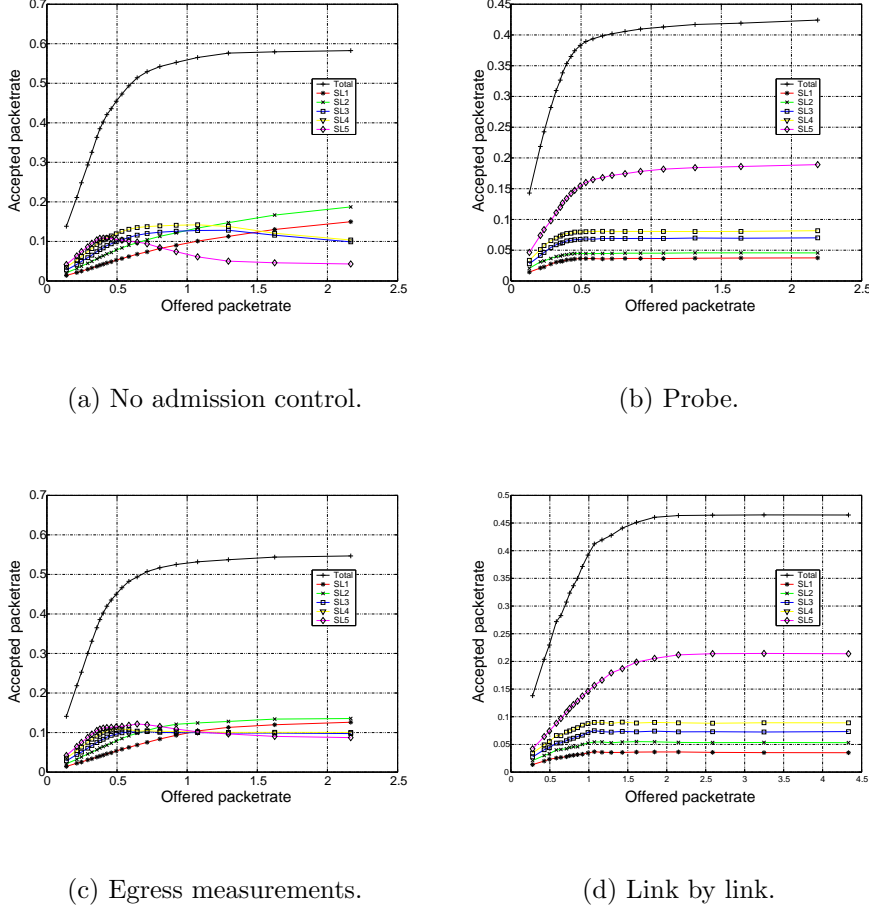 0.7
0.6
0.5
0.4
0.3
0.2
0.1
0
Accepted packetrate
0 0.5 1 1.5 2 2.5
Offered packetrate
Total
SL1
SL2
SL3
SL4
SL5
(a) No admission control.
0.45
0.4
0.35
0.3
0.25
0.2
0.15
0.1
0.05
0
Accepted packetrate
0 0.5 1 1.5 2 2.5
Offered packetrate
Total
SL1
SL2
SL3
SL4
SL5
(b) Probe.
0.7
0.6
0.5
0.4
0.3
0.2
0.1
0
Accepted packetrate
0 0.5 1 1.5 2 2.5
Offered packetrate
Total
SL1
SL2
SL3
SL4
SL5
(c) Egress measurements.
0.5
0.45
0.4
0.35
0.3
0.25
0.2
0.15
0.1
0.05
0
Accepted packetrate
0 0.5 1 1.5 2 2.5 3 3.5 4 4.5
Offered packetrate
Total
SL1
SL2
SL3
SL4
SL5
(d) Link by link.